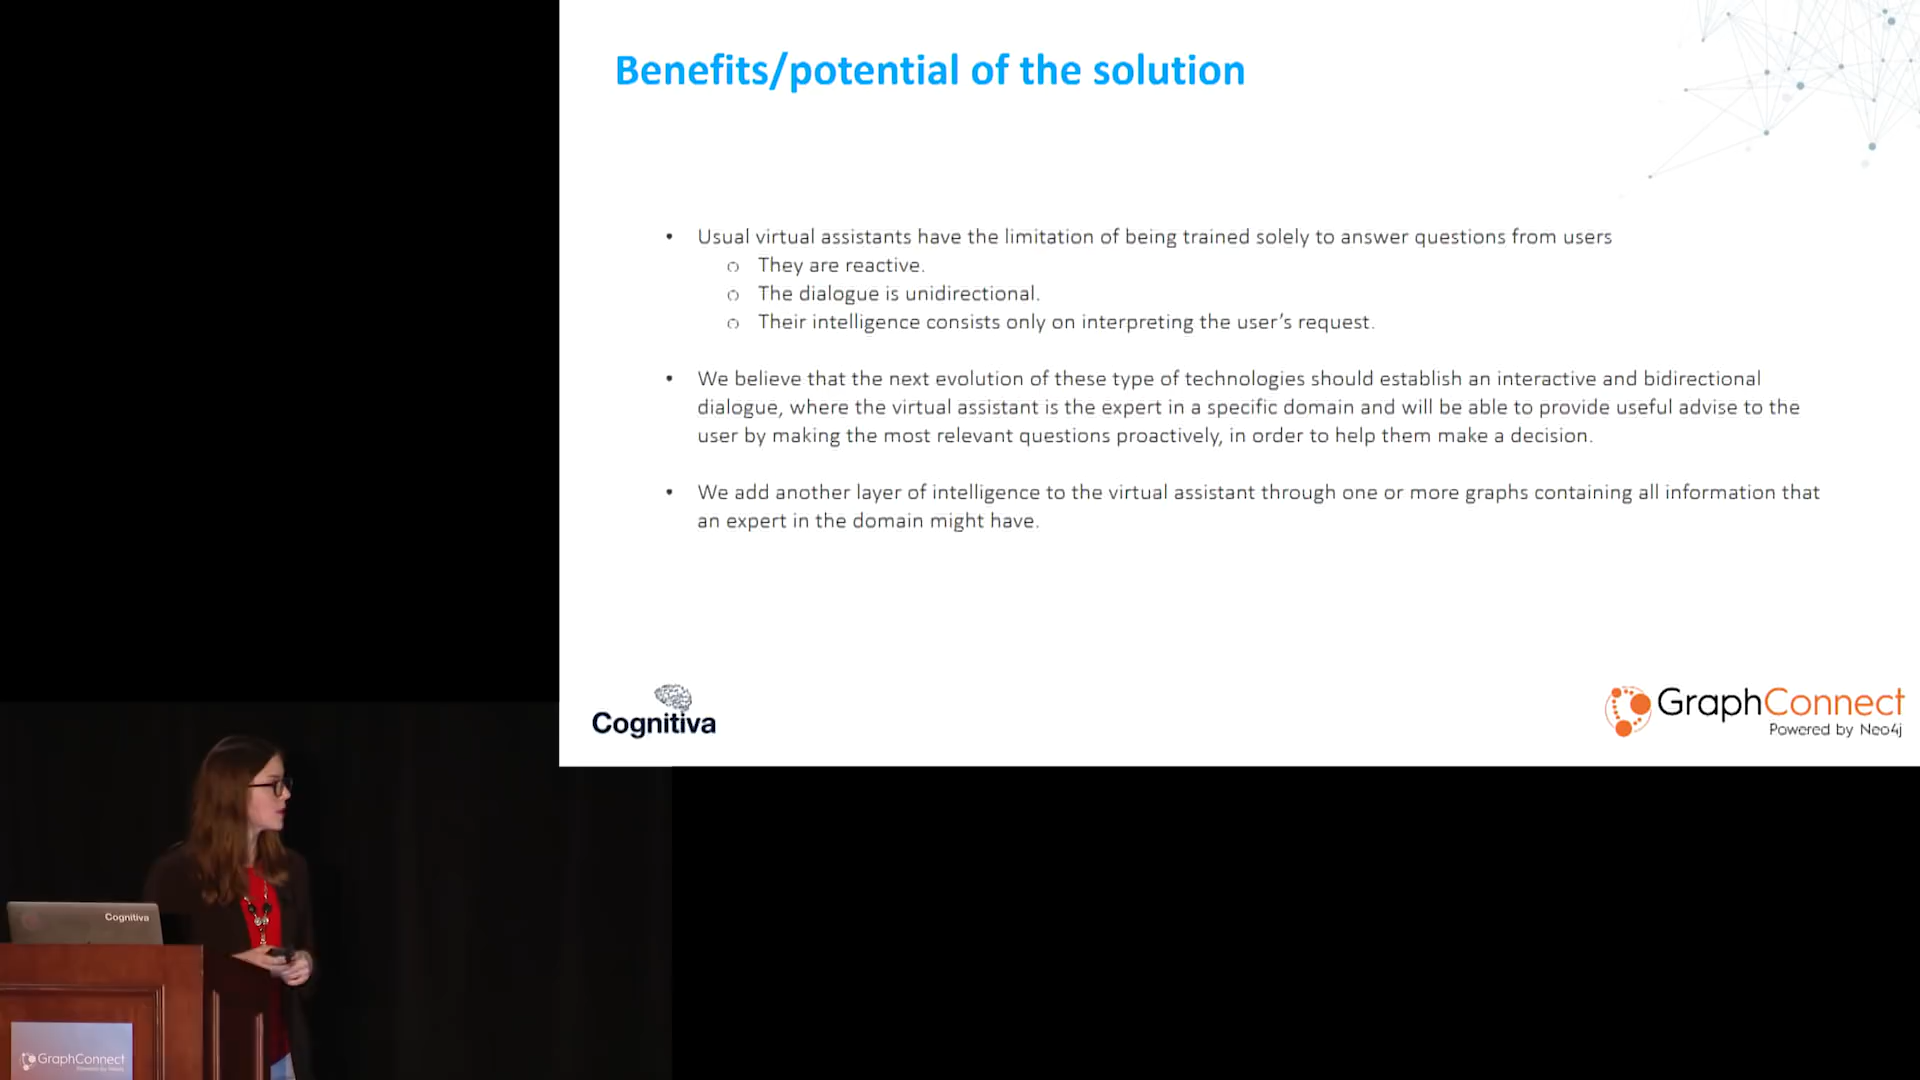 Benefits/potential of the solution
• Usual virtual assistants have the limitation of being trained solely to answer questions from users
○ They are reactive.
○ The dialogue is unidirectional.
○ Their intelligence consists only on interpreting the user's request.
• We believe that the next evolution of these type of technologies should establish an interactive and bidirectional
dialogue, where the virtual assistant is the expert in a specific domain and will be able to provide useful advise to the
user by making the most relevant questions proactively, in order to help them make a decision.
• We add another layer of intelligence to the virtual assistant through one or more graphs containing all information that
an expert in the domain might have.
Cognitiva
GraphConnect
Powered by Neo4j
Cognitiva
GraphConnect
Powered by Neo4j